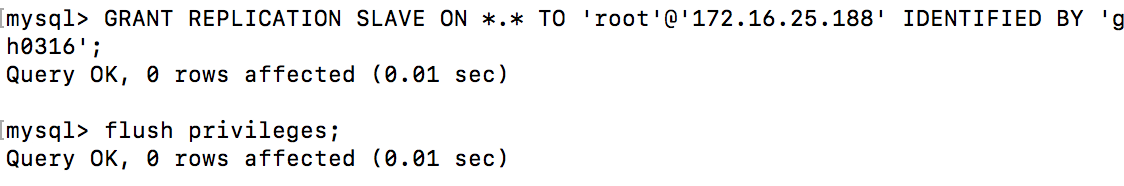 [mysql> GRANT REPLICATION SLAVE ON *.* TO 'root'@'172.16.25.188' IDENTIFIED BY 'g
h0316';
Query OK, 0 rows affected (0.01 sec)
[mysql> flush privileges;
Query OK, 0 rows affected (0.01 sec)